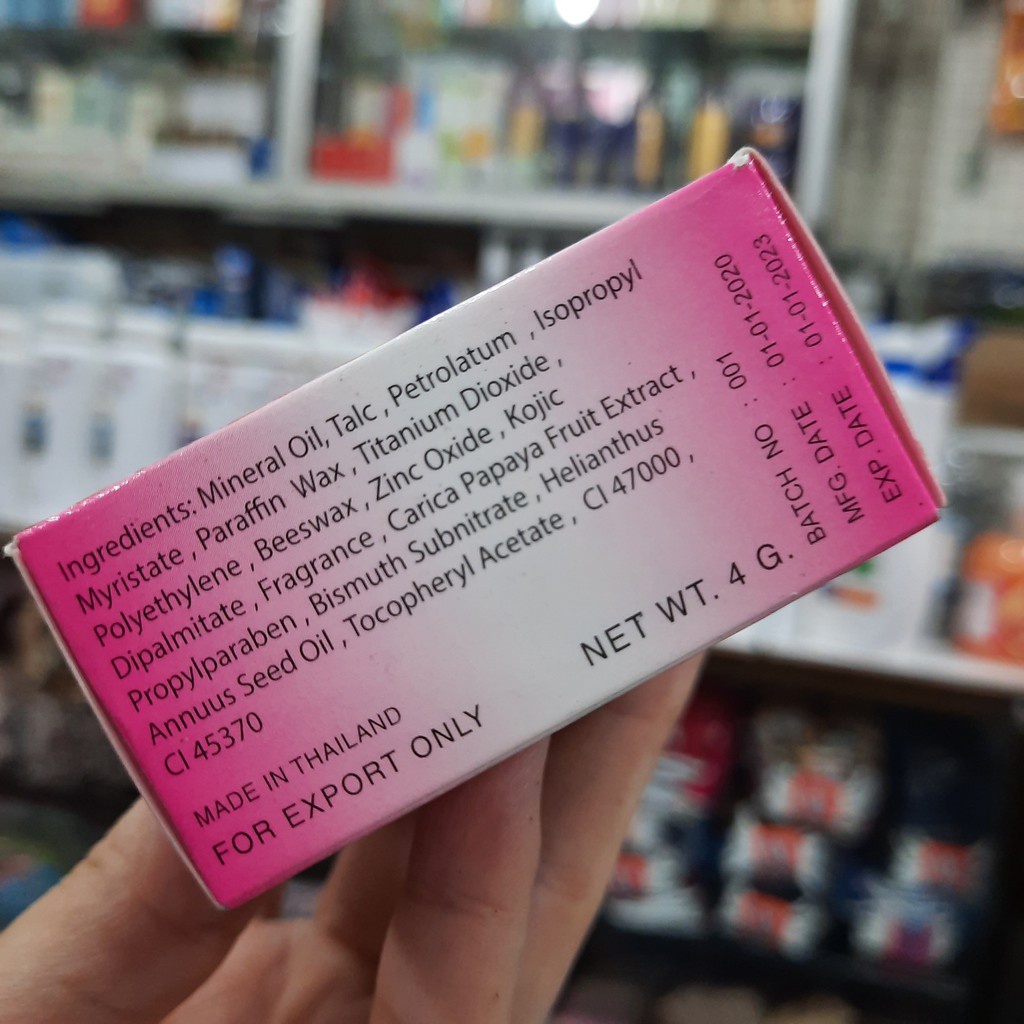 Ingredients: Mineral Oil, Talc , Petrolatum , Isopropyl
Myristate , Paraffin Wax , Titanium Dioxide ,
Polyethylene , Beeswax , Zinc Oxide , Kojic
Dipalmitate , Fragrance , Carica Papaya Fruit Extract ,
Propylparaben , Bismuth Subnitrate , Helianthus
Annuus Seed Oil , Tocopheryl Acetate , CI 47000 ,
CI 45370
MADE IN THAILAND
FOR EXPORT ONLY
NET WT. 4 G.
BATCH NO : 001
MFG. DATE : 01-01-2020
EXP. DATE : 01-01-2023